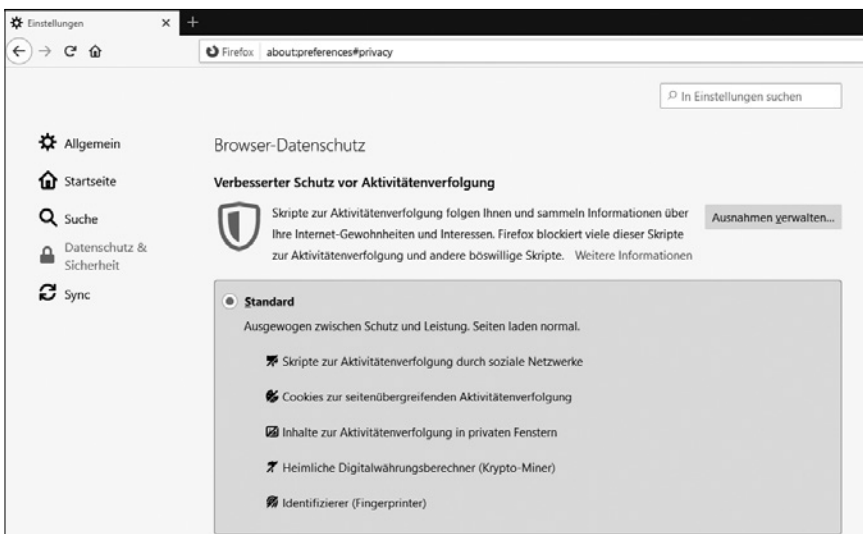 Einstellungen
Firefox about:preferences#privacy
In Einstellungen suchen
Allgemein
Startseite
Suche
Datenschutz &
Sicherheit
Sync
Browser-Datenschutz
Verbesserter Schutz vor Aktivitätenverfolgung
Skripte zur Aktivitätenverfolgung folgen Ihnen und sammeln Informationen über
Ihre Internet-Gewohnheiten und Interessen. Firefox blockiert viele dieser Skripte
zur Aktivitätenverfolgung und andere böswillige Skripte. Weitere Informationen
Ausnahmen verwalten...
Standard
Ausgewogen zwischen Schutz und Leistung. Seiten laden normal.
Skripte zur Aktivitätenverfolgung durch soziale Netzwerke
Cookies zur seitenübergreifenden Aktivitätenverfolgung
Inhalte zur Aktivitätenverfolgung in privaten Fenstern
Heimliche Digitalwährungsberechner (Krypto-Miner)
Identifizierer (Fingerprinter)